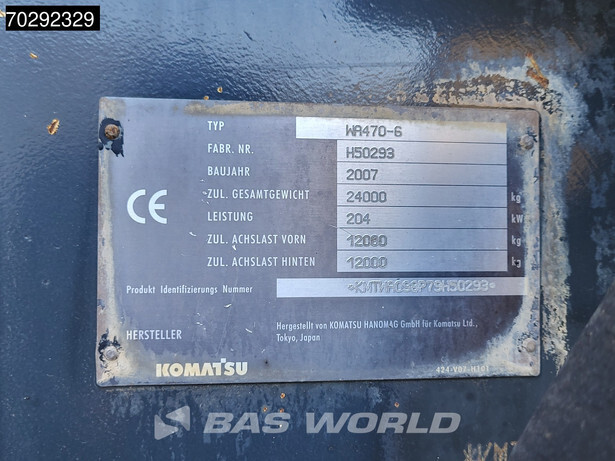 70292329
TYP WA470-6
FABR. NR. H50293
BAUJAHR 2007
ZUL. GESAMTGEWICHT 24000 kg
LEISTUNG 204 kW
ZUL. ACHSLAST VORN 12060 kg
ZUL. ACHSLAST HINTEN 12000 kg
CE
Produkt Identifizierungs Nummer
HERSTELLER
Hergestellt von KOMATSU HANOMAG GmbH für Komatsu Ltd.,
Tokyo, Japan
KOMATSU
BAS WORLD